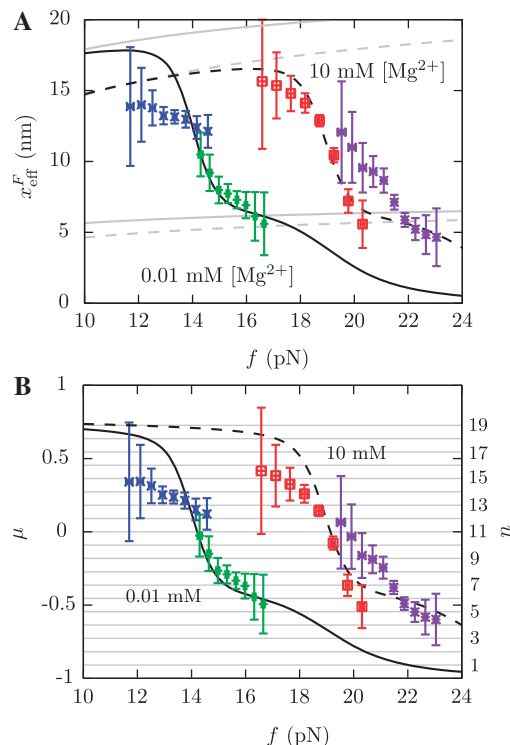 A
20
15
10
5
0
x^F_eff (nm)
10 mM [Mg2+]
0.01 mM [Mg2+]
10 12 14 16 18 20 22 24
f (pN)
B
1
0.5
0
-0.5
-1
μ
10 mM
0.01 mM
19
17
15
13
11
9
7
5
3
1
n
10 12 14 16 18 20 22 24
f (pN)